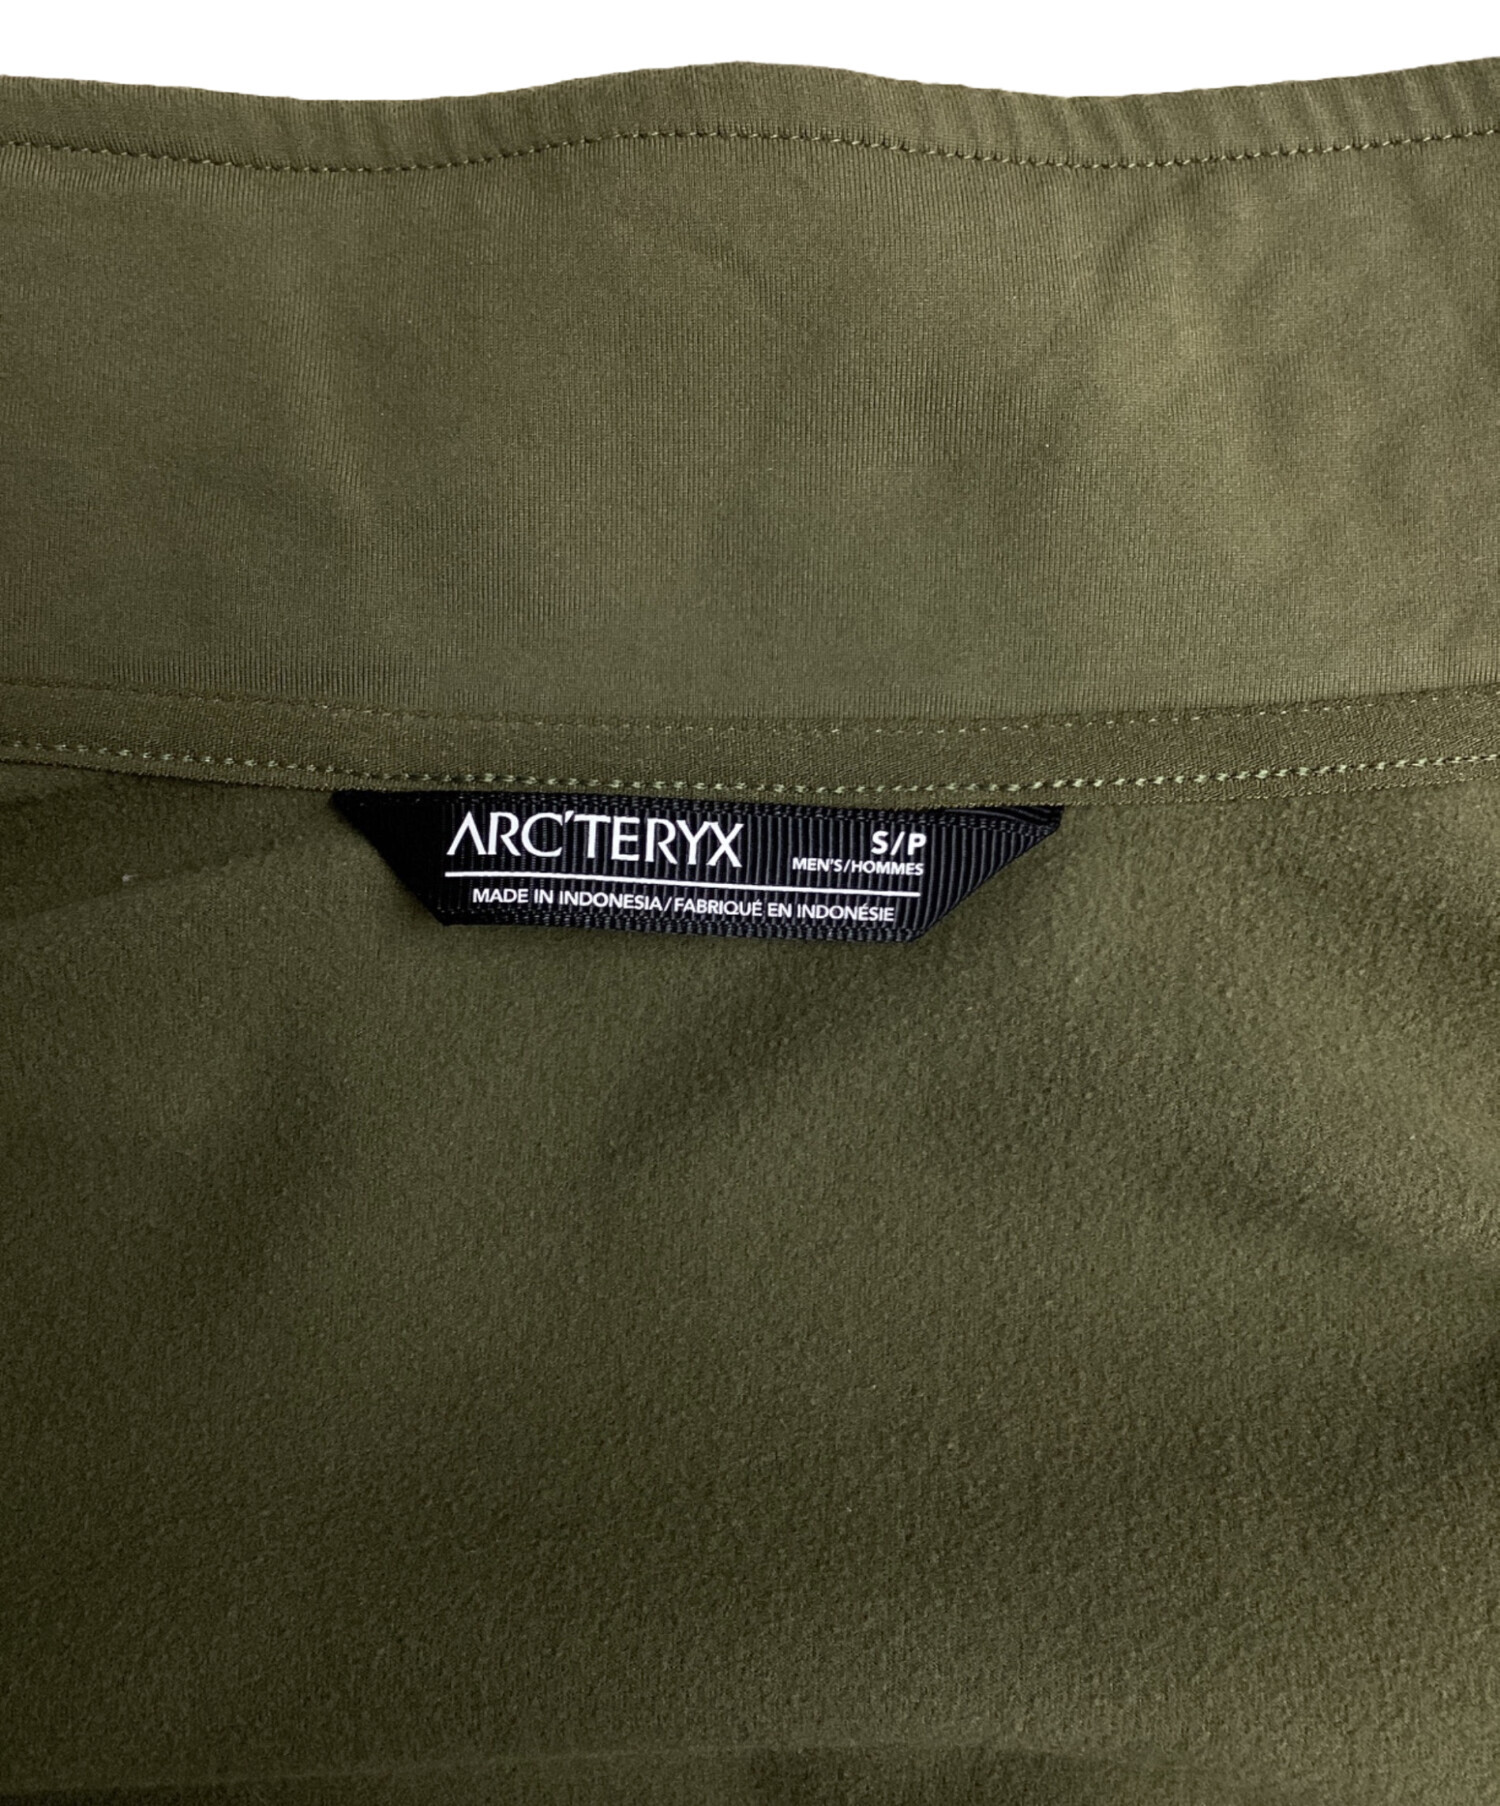 ARC'TERYX
S/P
MEN'S/HOMMES
MADE IN INDONESIA/FABRIQUÉ EN INDONÉSIE